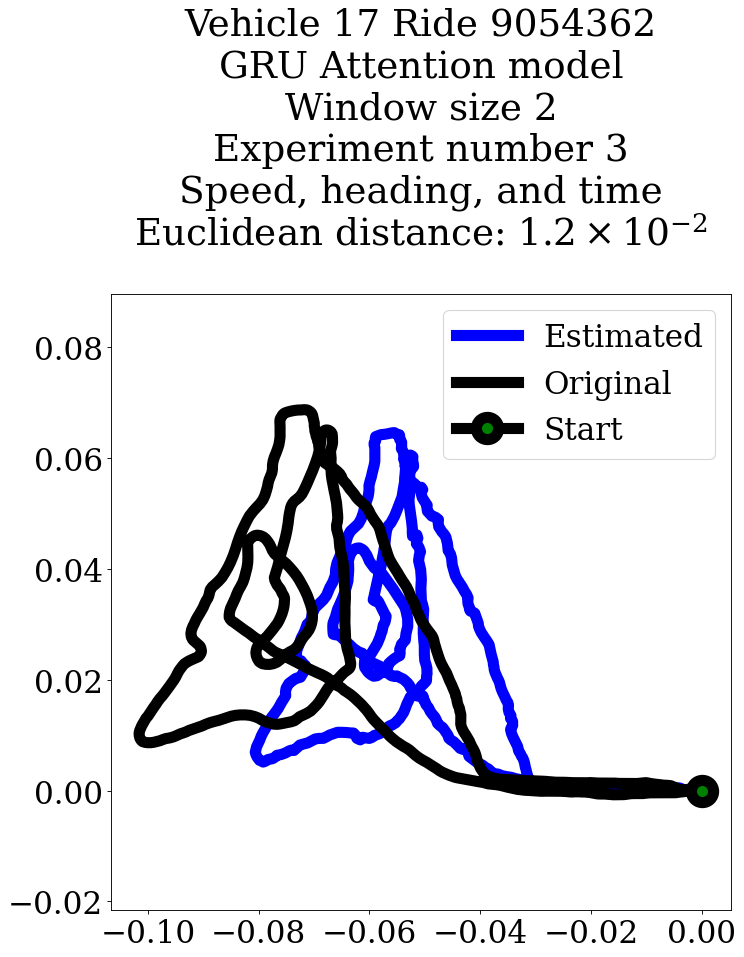 Vehicle 17 Ride 9054362
GRU Attention model
Window size 2
Experiment number 3
Speed, heading, and time
Euclidean distance: 1.2 × 10⁻²
Estimated
Original
Start
0.08
0.06
0.04
0.02
0.00
−0.02
−0.10 −0.08 −0.06 −0.04 −0.02 0.00